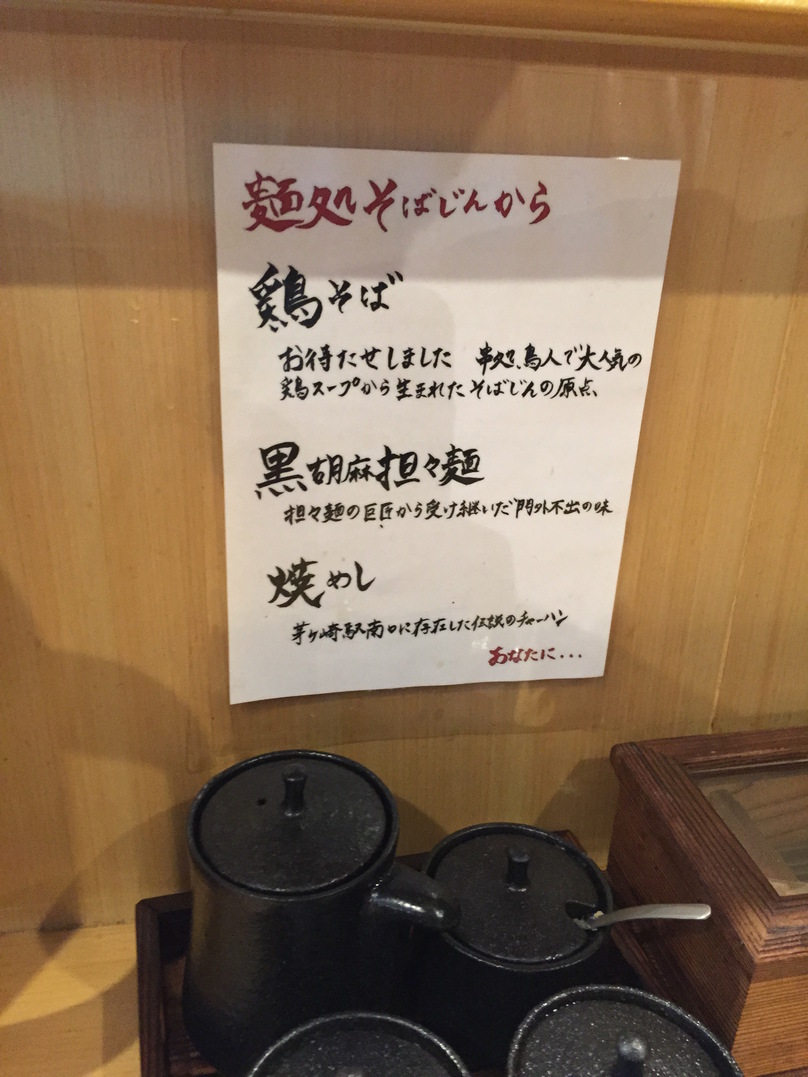 麺処そばじんから
鶏そば
お待たせしました 串処鳥人で大人気の
鶏スープから生まれたそばじんの原点
黒胡麻担々麺
担々麺の巨匠から受け継いだ門外不出の味
焼めし
茅ヶ崎駅南口に存在した伝説のチャーハン
あなたに...